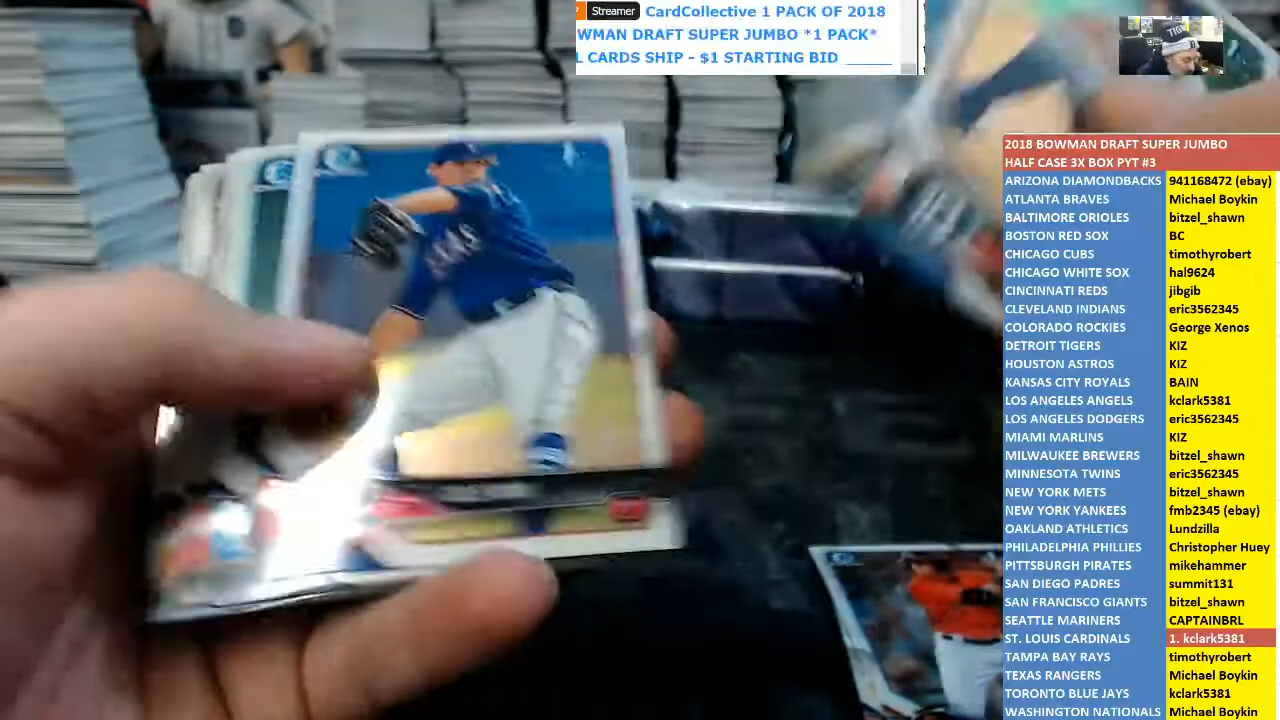 Streamer CardCollective 1 PACK OF 2018
WMAN DRAFT SUPER JUMBO *1 PACK*
L CARDS SHIP - $1 STARTING BID ______
2018 BOWMAN DRAFT SUPER JUMBO
HALF CASE 3X BOX PYT #3
ARIZONA DIAMONDBACKS 941168472 (ebay)
ATLANTA BRAVES Michael Boykin
BALTIMORE ORIOLES bitzel_shawn
BOSTON RED SOX BC
CHICAGO CUBS timothyrobert
CHICAGO WHITE SOX hal9624
CINCINNATI REDS jibgib
CLEVELAND INDIANS eric3562345
COLORADO ROCKIES George Xenos
DETROIT TIGERS KIZ
HOUSTON ASTROS KIZ
KANSAS CITY ROYALS BAIN
LOS ANGELES ANGELS kclark5381
LOS ANGELES DODGERS eric3562345
MIAMI MARLINS KIZ
MILWAUKEE BREWERS bitzel_shawn
MINNESOTA TWINS eric3562345
NEW YORK METS bitzel_shawn
NEW YORK YANKEES fmb2345 (ebay)
OAKLAND ATHLETICS Lundzilla
PHILADELPHIA PHILLIES Christopher Huey
PITTSBURGH PIRATES mikehammer
SAN DIEGO PADRES summit131
SAN FRANCISCO GIANTS bitzel_shawn
SEATTLE MARINERS CAPTAINBRL
ST. LOUIS CARDINALS 1. kclark5381
TAMPA BAY RAYS timothyrobert
TEXAS RANGERS Michael Boykin
TORONTO BLUE JAYS kclark5381
WASHINGTON NATIONALS Michael Boykin